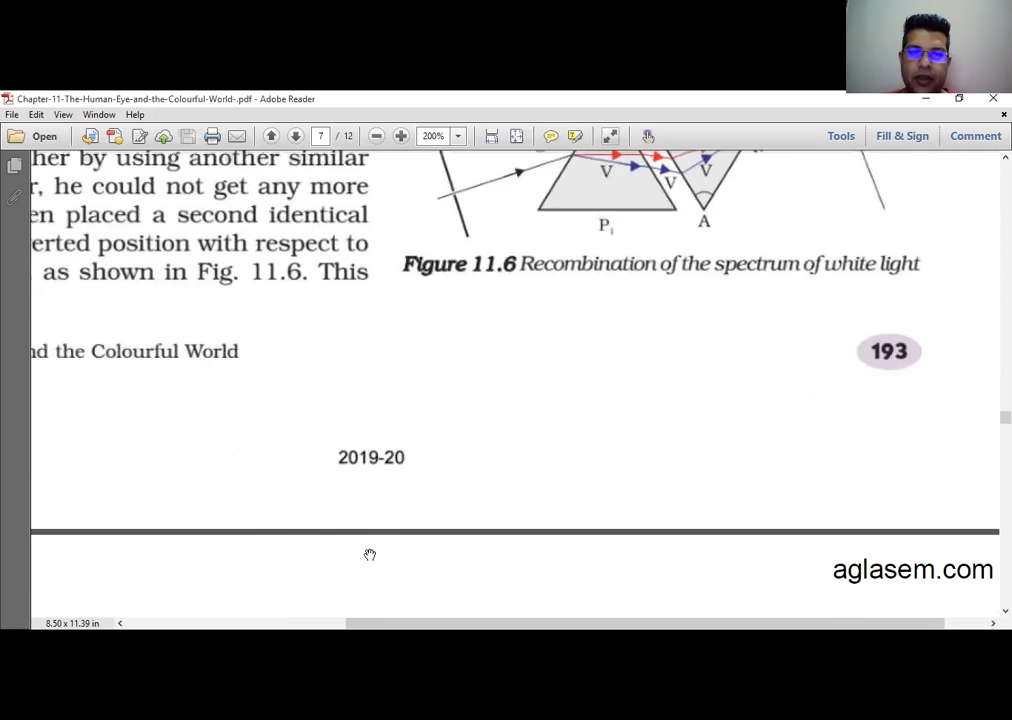 Chapter-11-The-Human-Eye-and-the-Colourful-World-.pdf - Adobe Reader
File Edit View Window Help
Open 7 / 12 200% Tools Fill & Sign Comment
her by using another similar
r, he could not get any more
en placed a second identical
erted position with respect to
as shown in Fig. 11.6. This
V V V
P1 A
Figure 11.6 Recombination of the spectrum of white light
nd the Colourful World
193
2019-20
aglasem.com
8.50 x 11.39 in